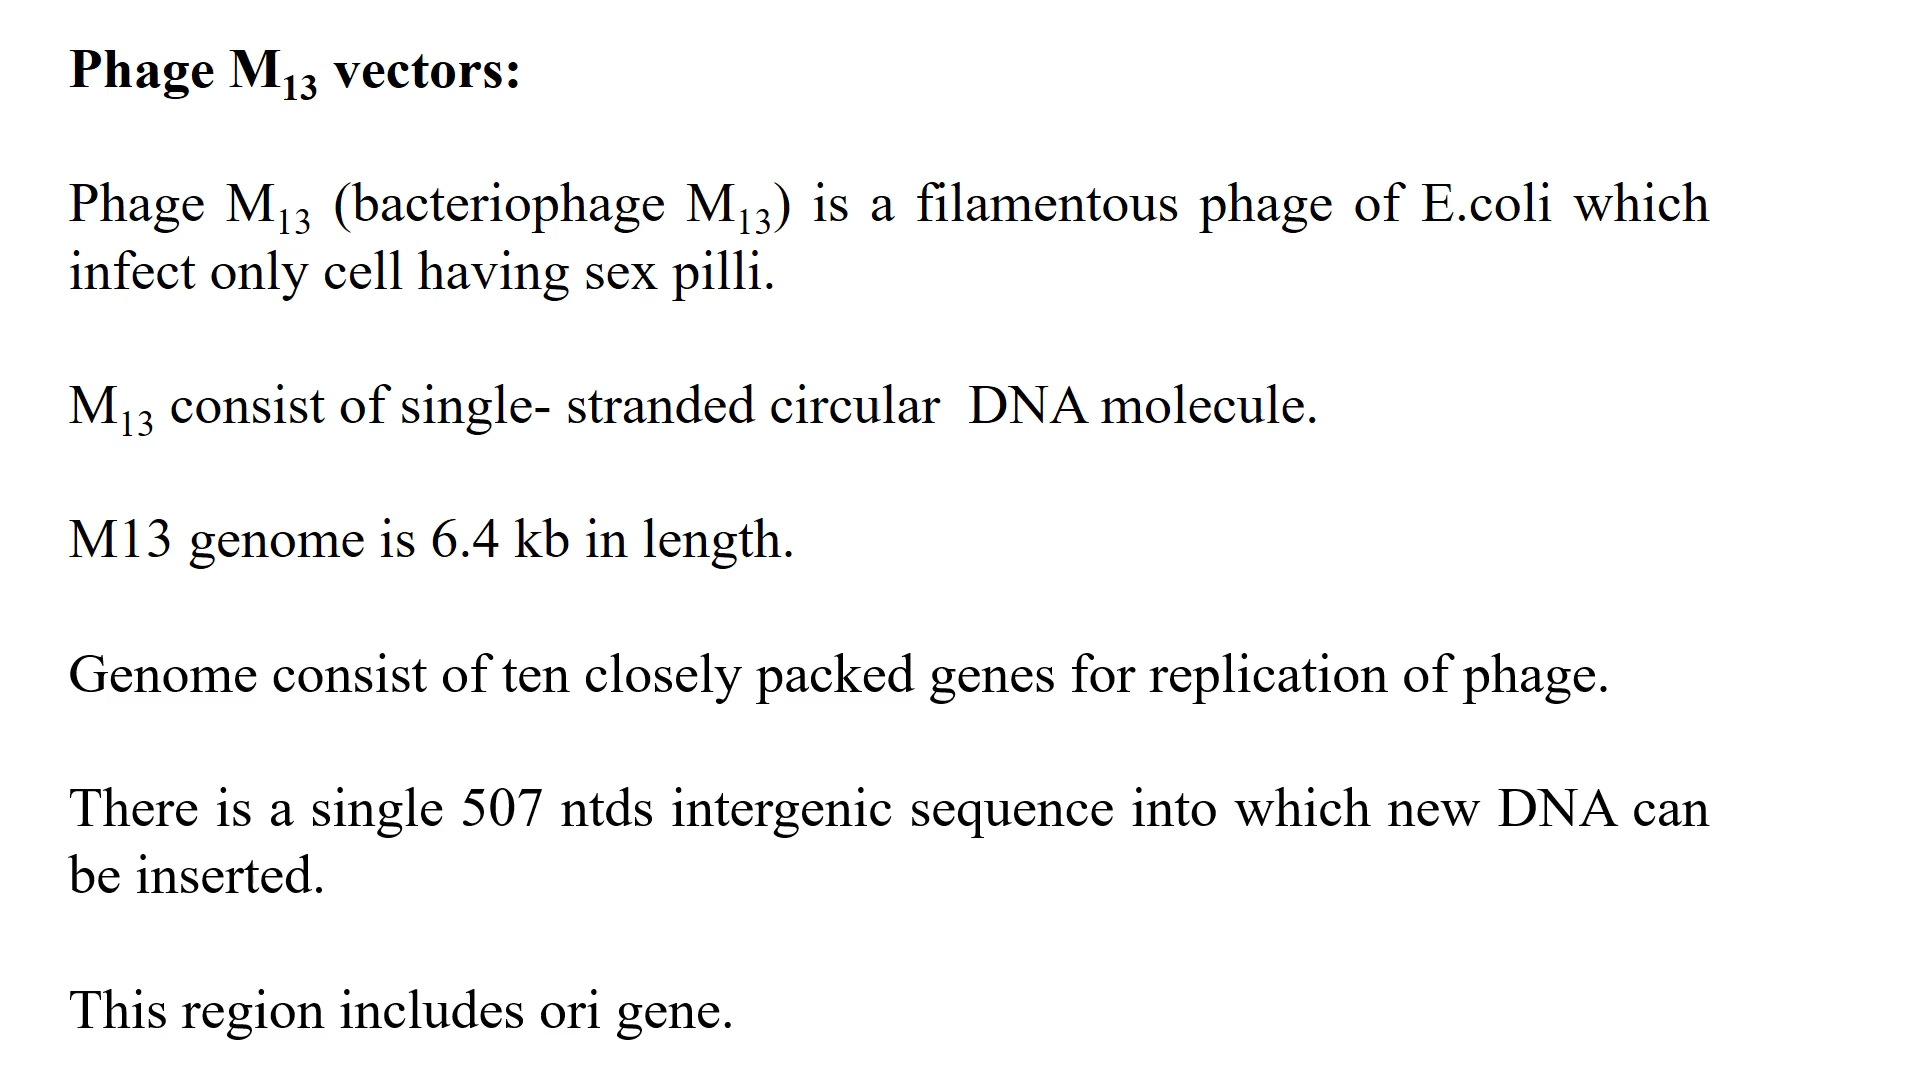 Phage M₁₃ vectors:
Phage M₁₃ (bacteriophage M₁₃) is a filamentous phage of E.coli which
infect only cell having sex pilli.
M₁₃ consist of single- stranded circular  DNA molecule.
M13 genome is 6.4 kb in length.
Genome consist of ten closely packed genes for replication of phage.
There is a single 507 ntds intergenic sequence into which new DNA can
be inserted.
This region includes ori gene.